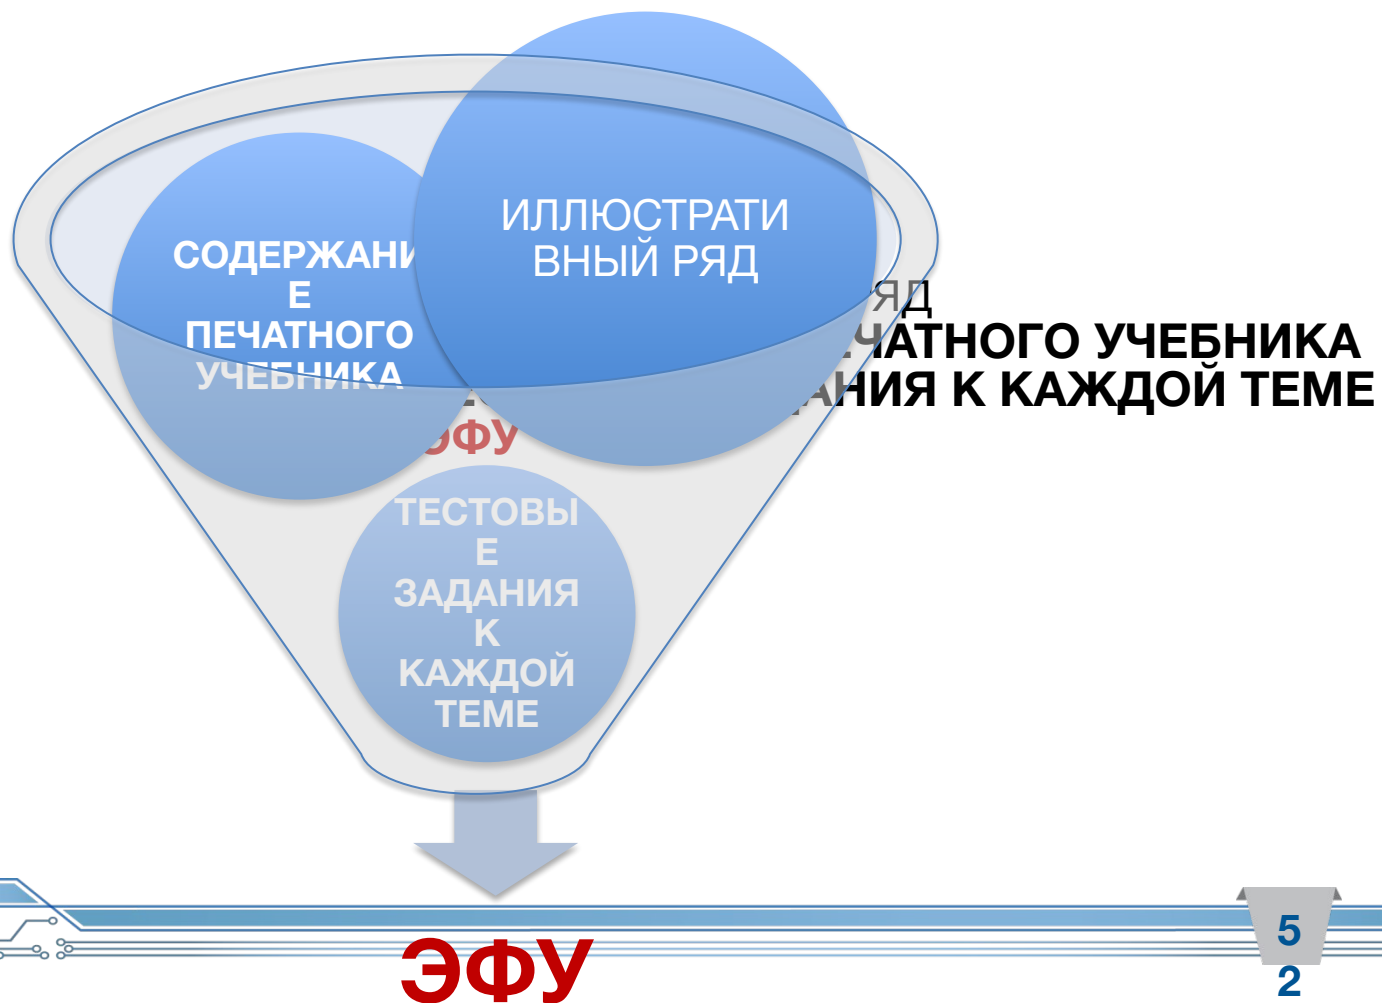 ИЛЛЮСТРАТИ
ВНЫЙ РЯД
СОДЕРЖАНИ
Е
ПЕЧАТНОГО
УЧЕБНИКА
ЯД
ЧАТНОГО УЧЕБНИКА
АНИЯ К КАЖДОЙ ТЕМЕ
ЭФУ
ТЕСТОВЫ
Е
ЗАДАНИЯ
К
КАЖДОЙ
ТЕМЕ
ЭФУ
5
2